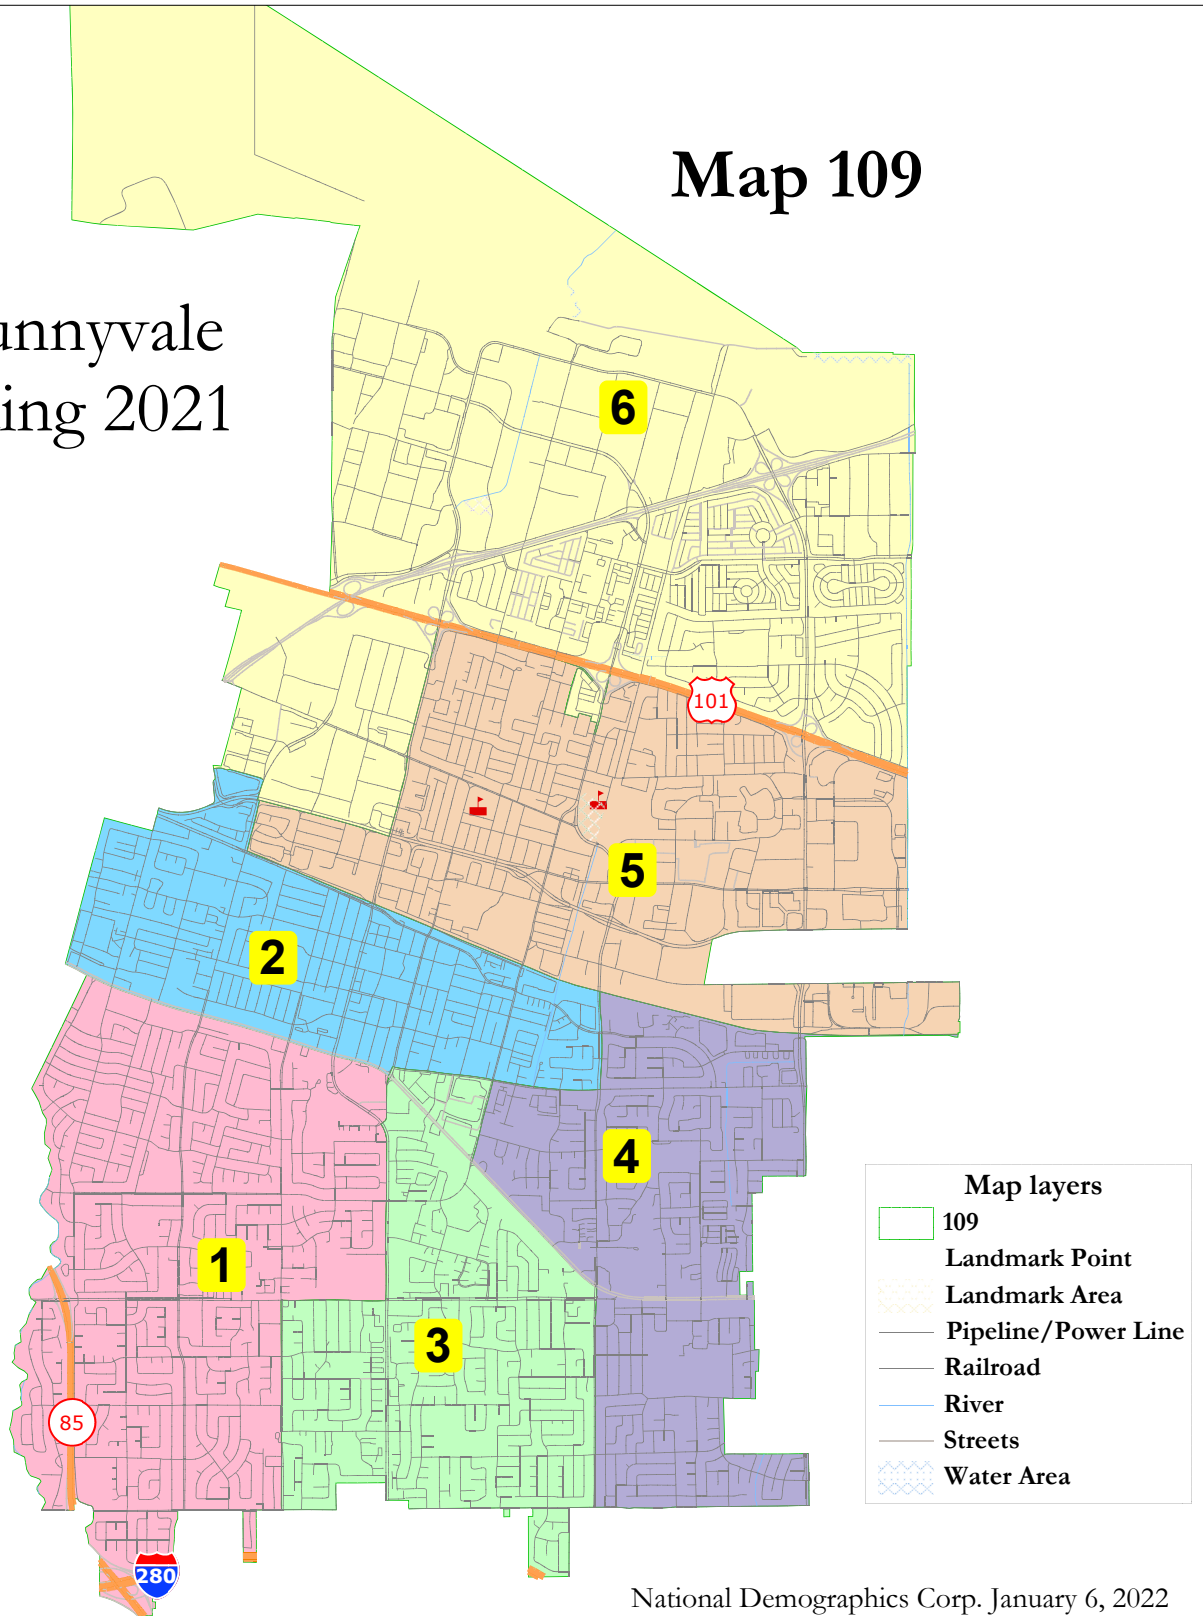 Map 109
unnyvale
ing 2021
6
101
5
2
4
1
3
85
280
Map layers
109
Landmark Point
Landmark Area
Pipeline/Power Line
Railroad
River
Streets
Water Area
National Demographics Corp. January 6, 2022